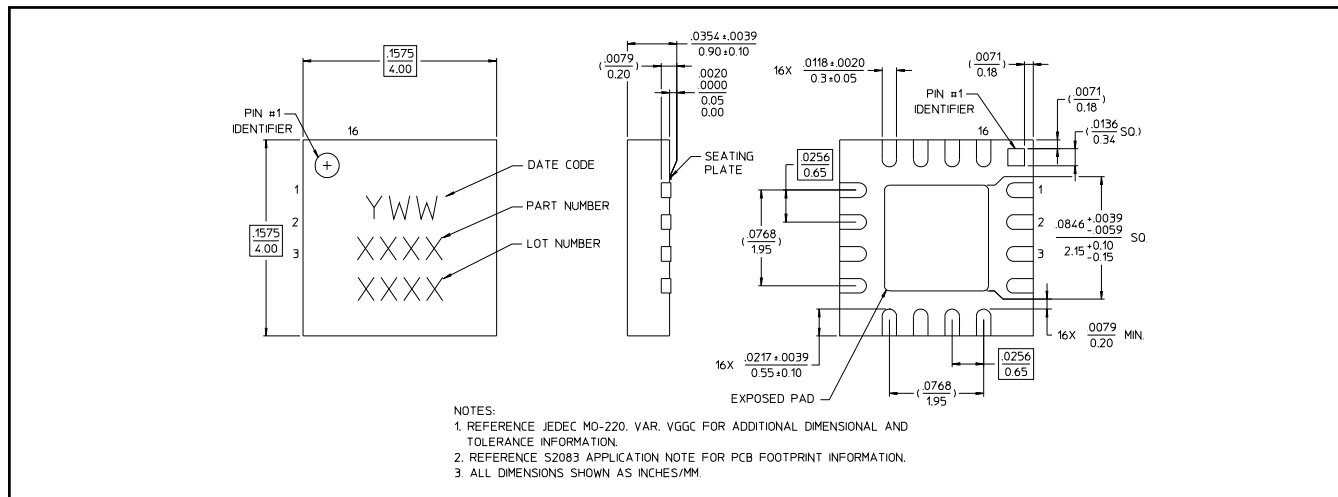 .1575
4.00
PIN #1
IDENTIFIER
16
.1575
4.00
1
2
3
YWW
XXXX
XXXX
DATE CODE
PART NUMBER
LOT NUMBER
.0354±.0039
0.90±0.10
(.0079
0.20)
.0020
.0000
0.05
0.00
SEATING
PLATE
16X .0118±.0020
0.3±0.05
(.0071
0.18)
PIN #1
IDENTIFIER
16
(.0071
0.18)
(.0136
0.34 SQ.)
.0256
0.65
(.0768
1.95)
1
2
3
.0846 +.0039
-.0059 SQ
2.15 +0.10
-0.15
16X .0079
0.20 MIN.
16X .0217±.0039
0.55±0.10
.0256
0.65
(.0768
1.95)
EXPOSED PAD
NOTES:
1. REFERENCE JEDEC MO-220, VAR. VGGC FOR ADDITIONAL DIMENSIONAL AND
TOLERANCE INFORMATION.
2. REFERENCE S2083 APPLICATION NOTE FOR PCB FOOTPRINT INFORMATION.
3. ALL DIMENSIONS SHOWN AS INCHES/MM.